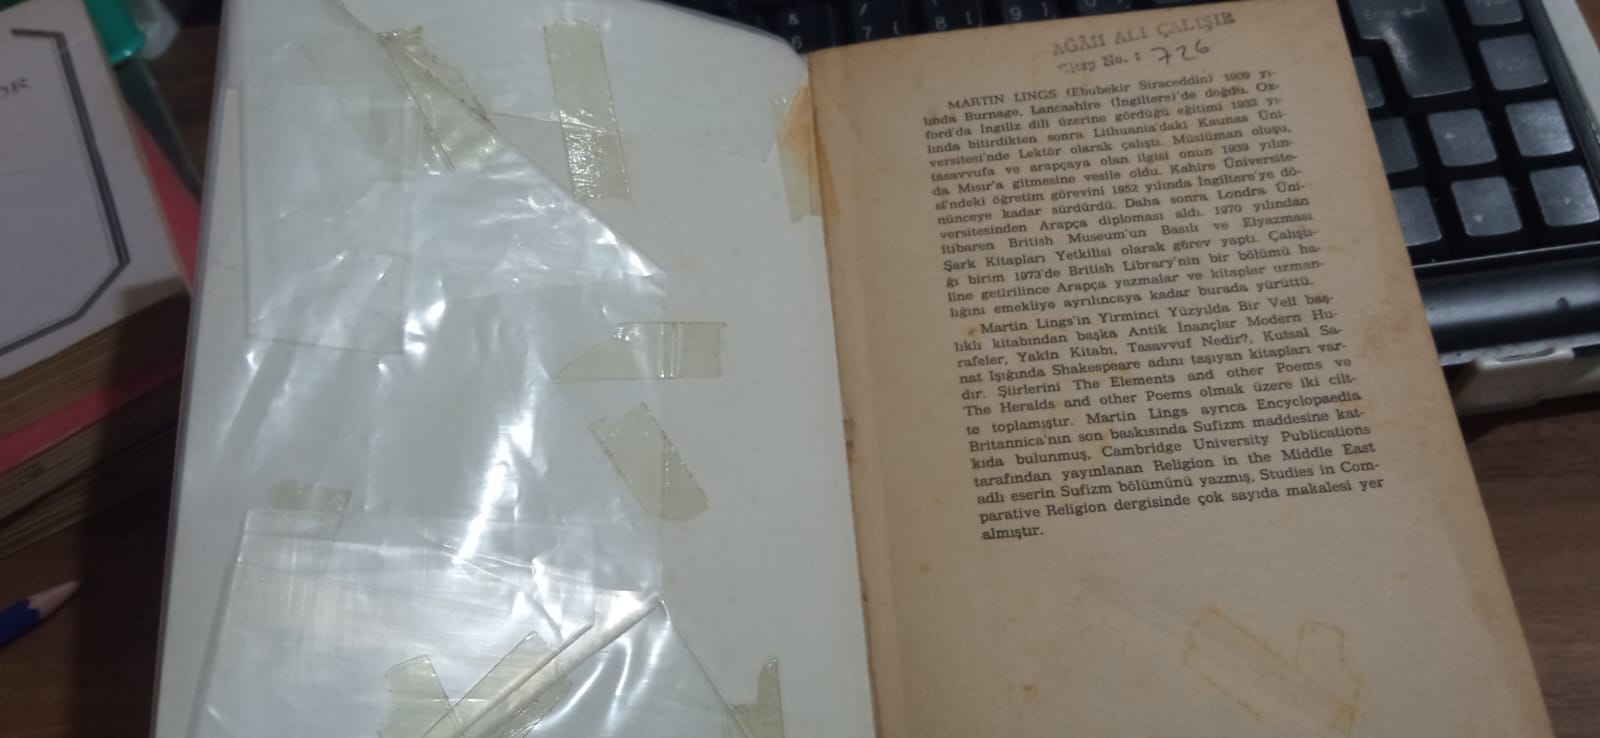 AĞÂH ALİ ÇALIŞIR
Kitap No. : 726
MARTIN LINGS (Ebubekir Siraceddin) 1909 yı-
lında Burnage, Lancashire (İngiltere)'de doğdu. Ox-
ford'da İngiliz dili üzerine gördüğü eğitimi 1932 yı-
lında bitirdikten sonra Lithuania'daki Kaunas Üni-
versitesi'nde Lektör olarak çalıştı. Müslüman oluşu,
tasavvufa ve arapçaya olan ilgisi onun 1939 yılın-
da Mısır'a gitmesine vesile oldu. Kahire Üniversite-
si'ndeki öğretim görevini 1952 yılında İngiltere'ye dö-
nünceye kadar sürdürdü. Daha sonra Londra Üni-
versitesinden Arapça diploması aldı. 1970 yılından
itibaren British Museum'un Basılı ve Elyazması
Şark Kitapları Yetkilisi olarak görev yaptı. Çalıştı-
ğı birim 1973'de British Library'nin bir bölümü ha-
line getirilince Arapça yazmalar ve kitaplar uzman-
lığını emekliye ayrılıncaya kadar burada yürüttü.
Martin Lings'in Yirminci Yüzyılda Bir Veli baş-
lıklı kitabından başka Antik İnançlar Modern Hu-
rafeler, Yakîn Kitabı, Tasavvuf Nedir?, Kutsal Sa-
nat Işığında Shakespeare adını taşıyan kitapları var-
dır. Şiirlerini The Elements and other Poems ve
The Heralds and other Poems olmak üzere iki cilt-
te toplamıştır. Martin Lings ayrıca Encyclopaedia
Britannica'nın son baskısında Sufizm maddesine kat-
kıda bulunmuş, Cambridge University Publications
tarafından yayınlanan Religion in the Middle East
adlı eserin Sufizm bölümünü yazmış, Studies in Com-
parative Religion dergisinde çok sayıda makalesi yer
almıştır.